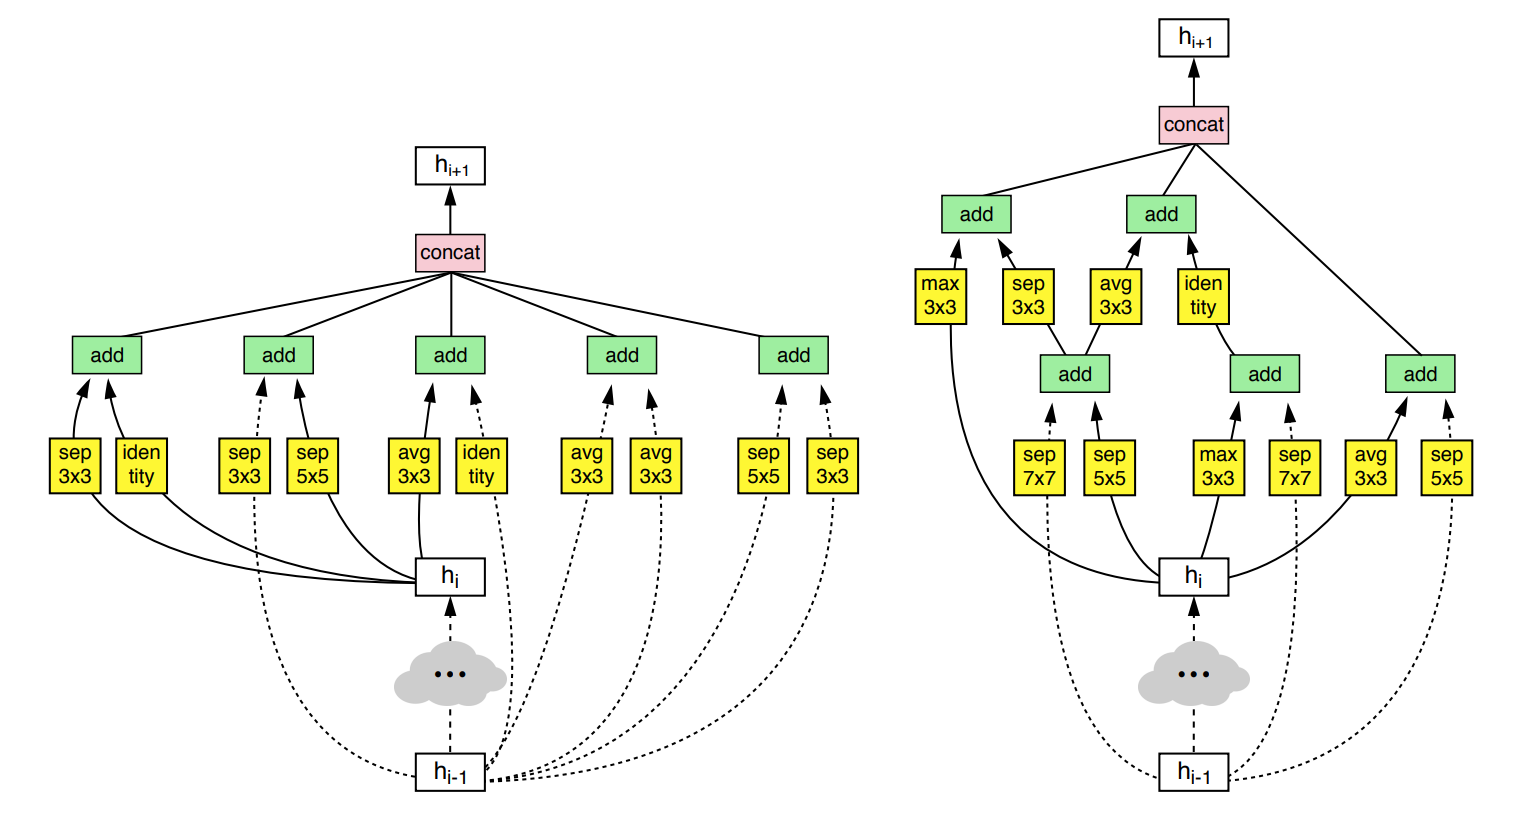 h_{i+1}
concat
add
add
add
add
add
sep
3x3
iden
tity
sep
3x3
sep
5x5
avg
3x3
iden
tity
avg
3x3
avg
3x3
sep
5x5
sep
3x3
h_i
...
h_{i-1}
h_{i+1}
concat
add
add
max
3x3
sep
3x3
avg
3x3
iden
tity
add
add
add
sep
7x7
sep
5x5
max
3x3
sep
7x7
avg
3x3
sep
5x5
h_i
...
h_{i-1}